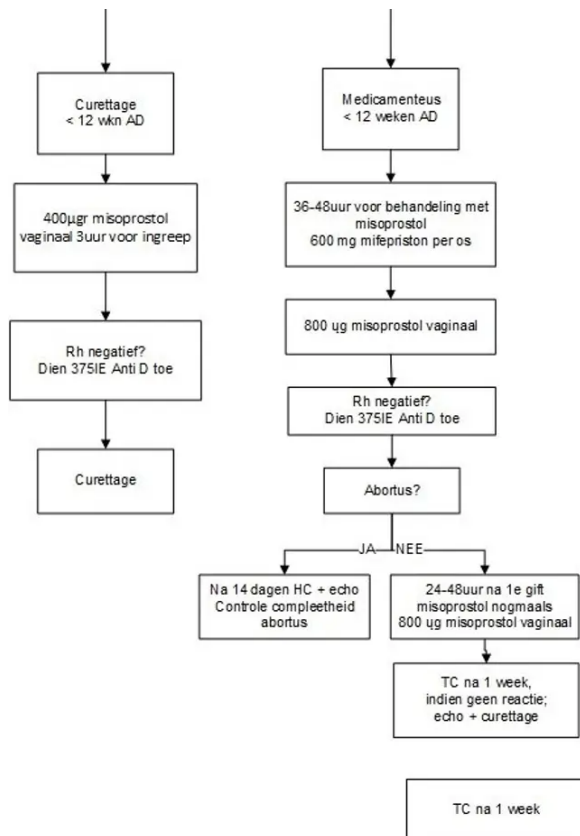 Curettage
< 12 wkn AD
400µgr misoprostol
vaginaal 3uur voor ingreep
Rh negatief?
Dien 375IE Anti D toe
Curettage
Medicamenteus
< 12 weken AD
36-48uur voor behandeling met
misoprostol
600 mg mifepriston per os
800 ųg misoprostol vaginaal
Rh negatief?
Dien 375IE Anti D toe
Abortus?
JA
NEE
Na 14 dagen HC + echo
Controle compleetheid
abortus
24-48uur na 1e gift
misoprostol nogmaals
800 ųg misoprostol vaginaal
TC na 1 week,
indien geen reactie;
echo + curettage
TC na 1 week